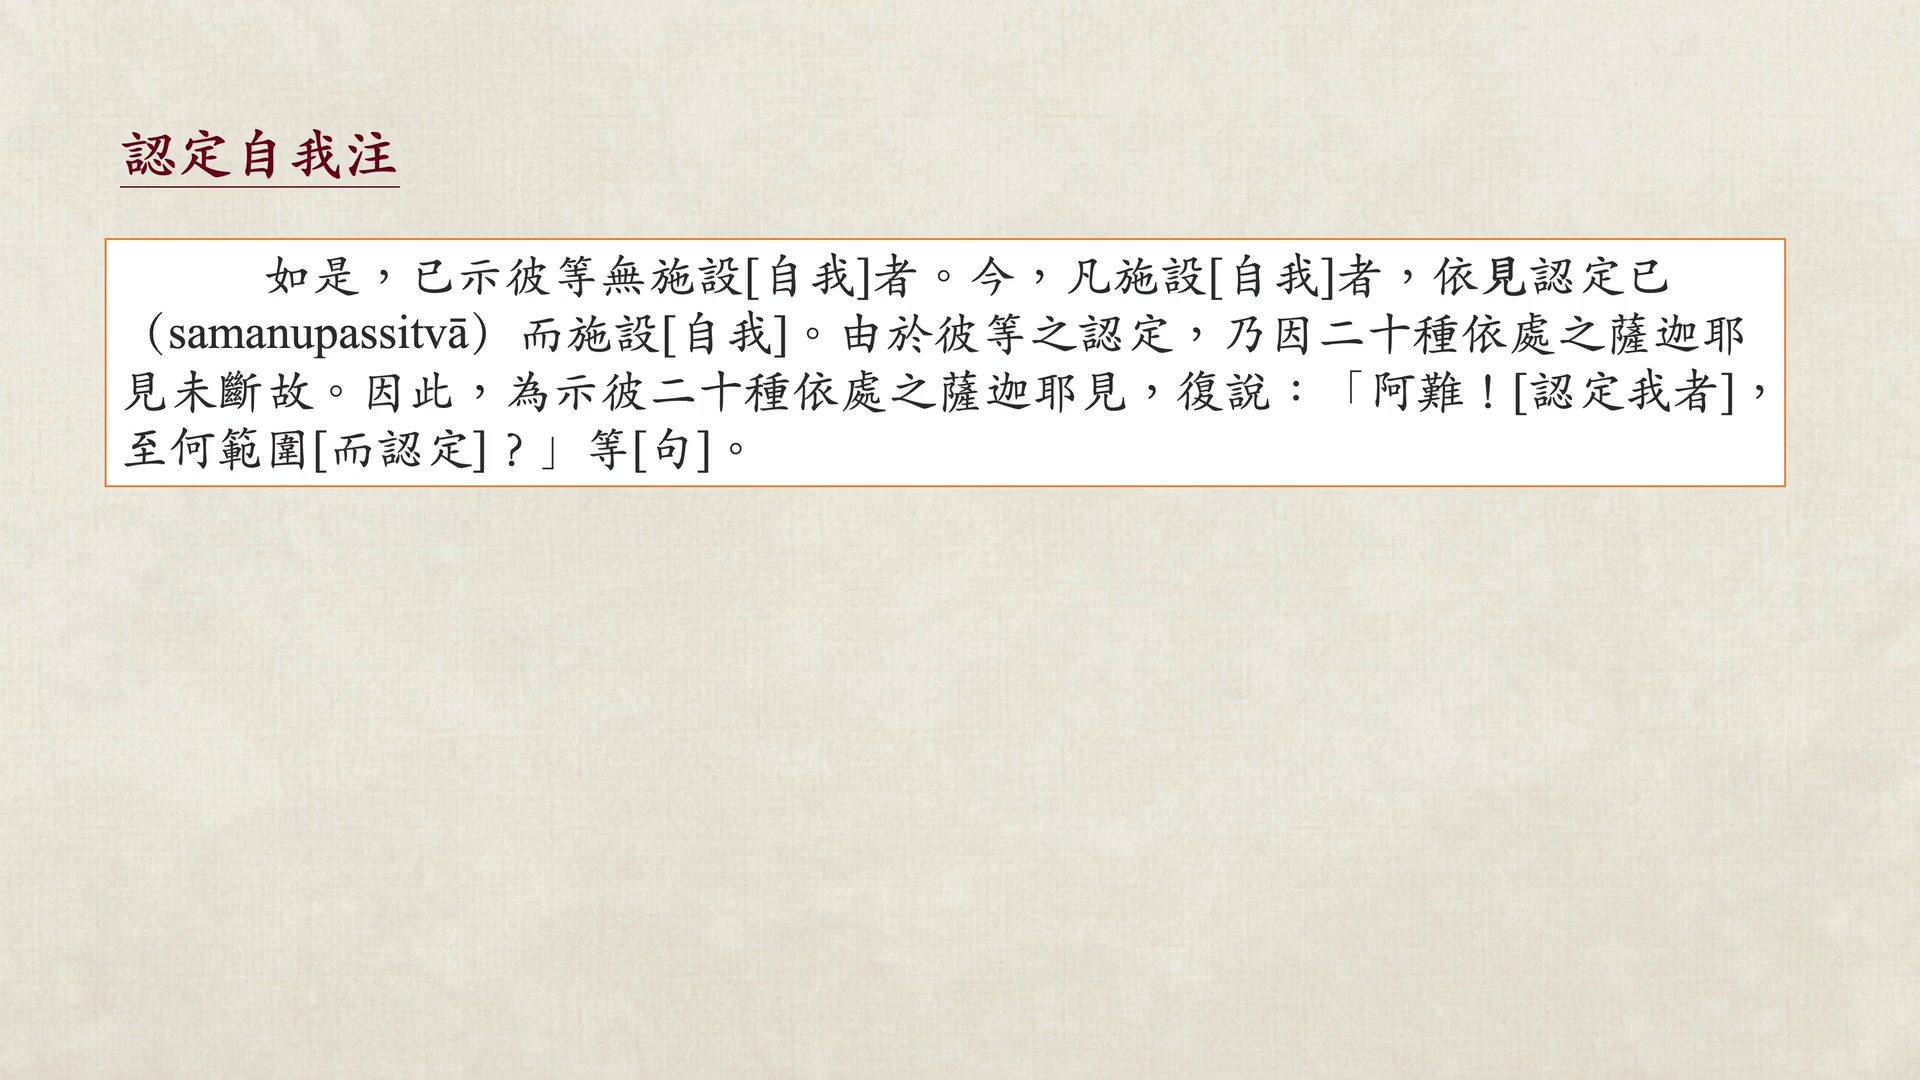 認定自我注
如是，已示彼等無施設[自我]者。今，凡施設[自我]者，依見認定已
（samanupassitvā）而施設[自我]。由於彼等之認定，乃因二十種依處之薩迦耶
見未斷故。因此，為示彼二十種依處之薩迦耶見，復說：「阿難！[認定我者]，
至何範圍[而認定]？」等[句]。